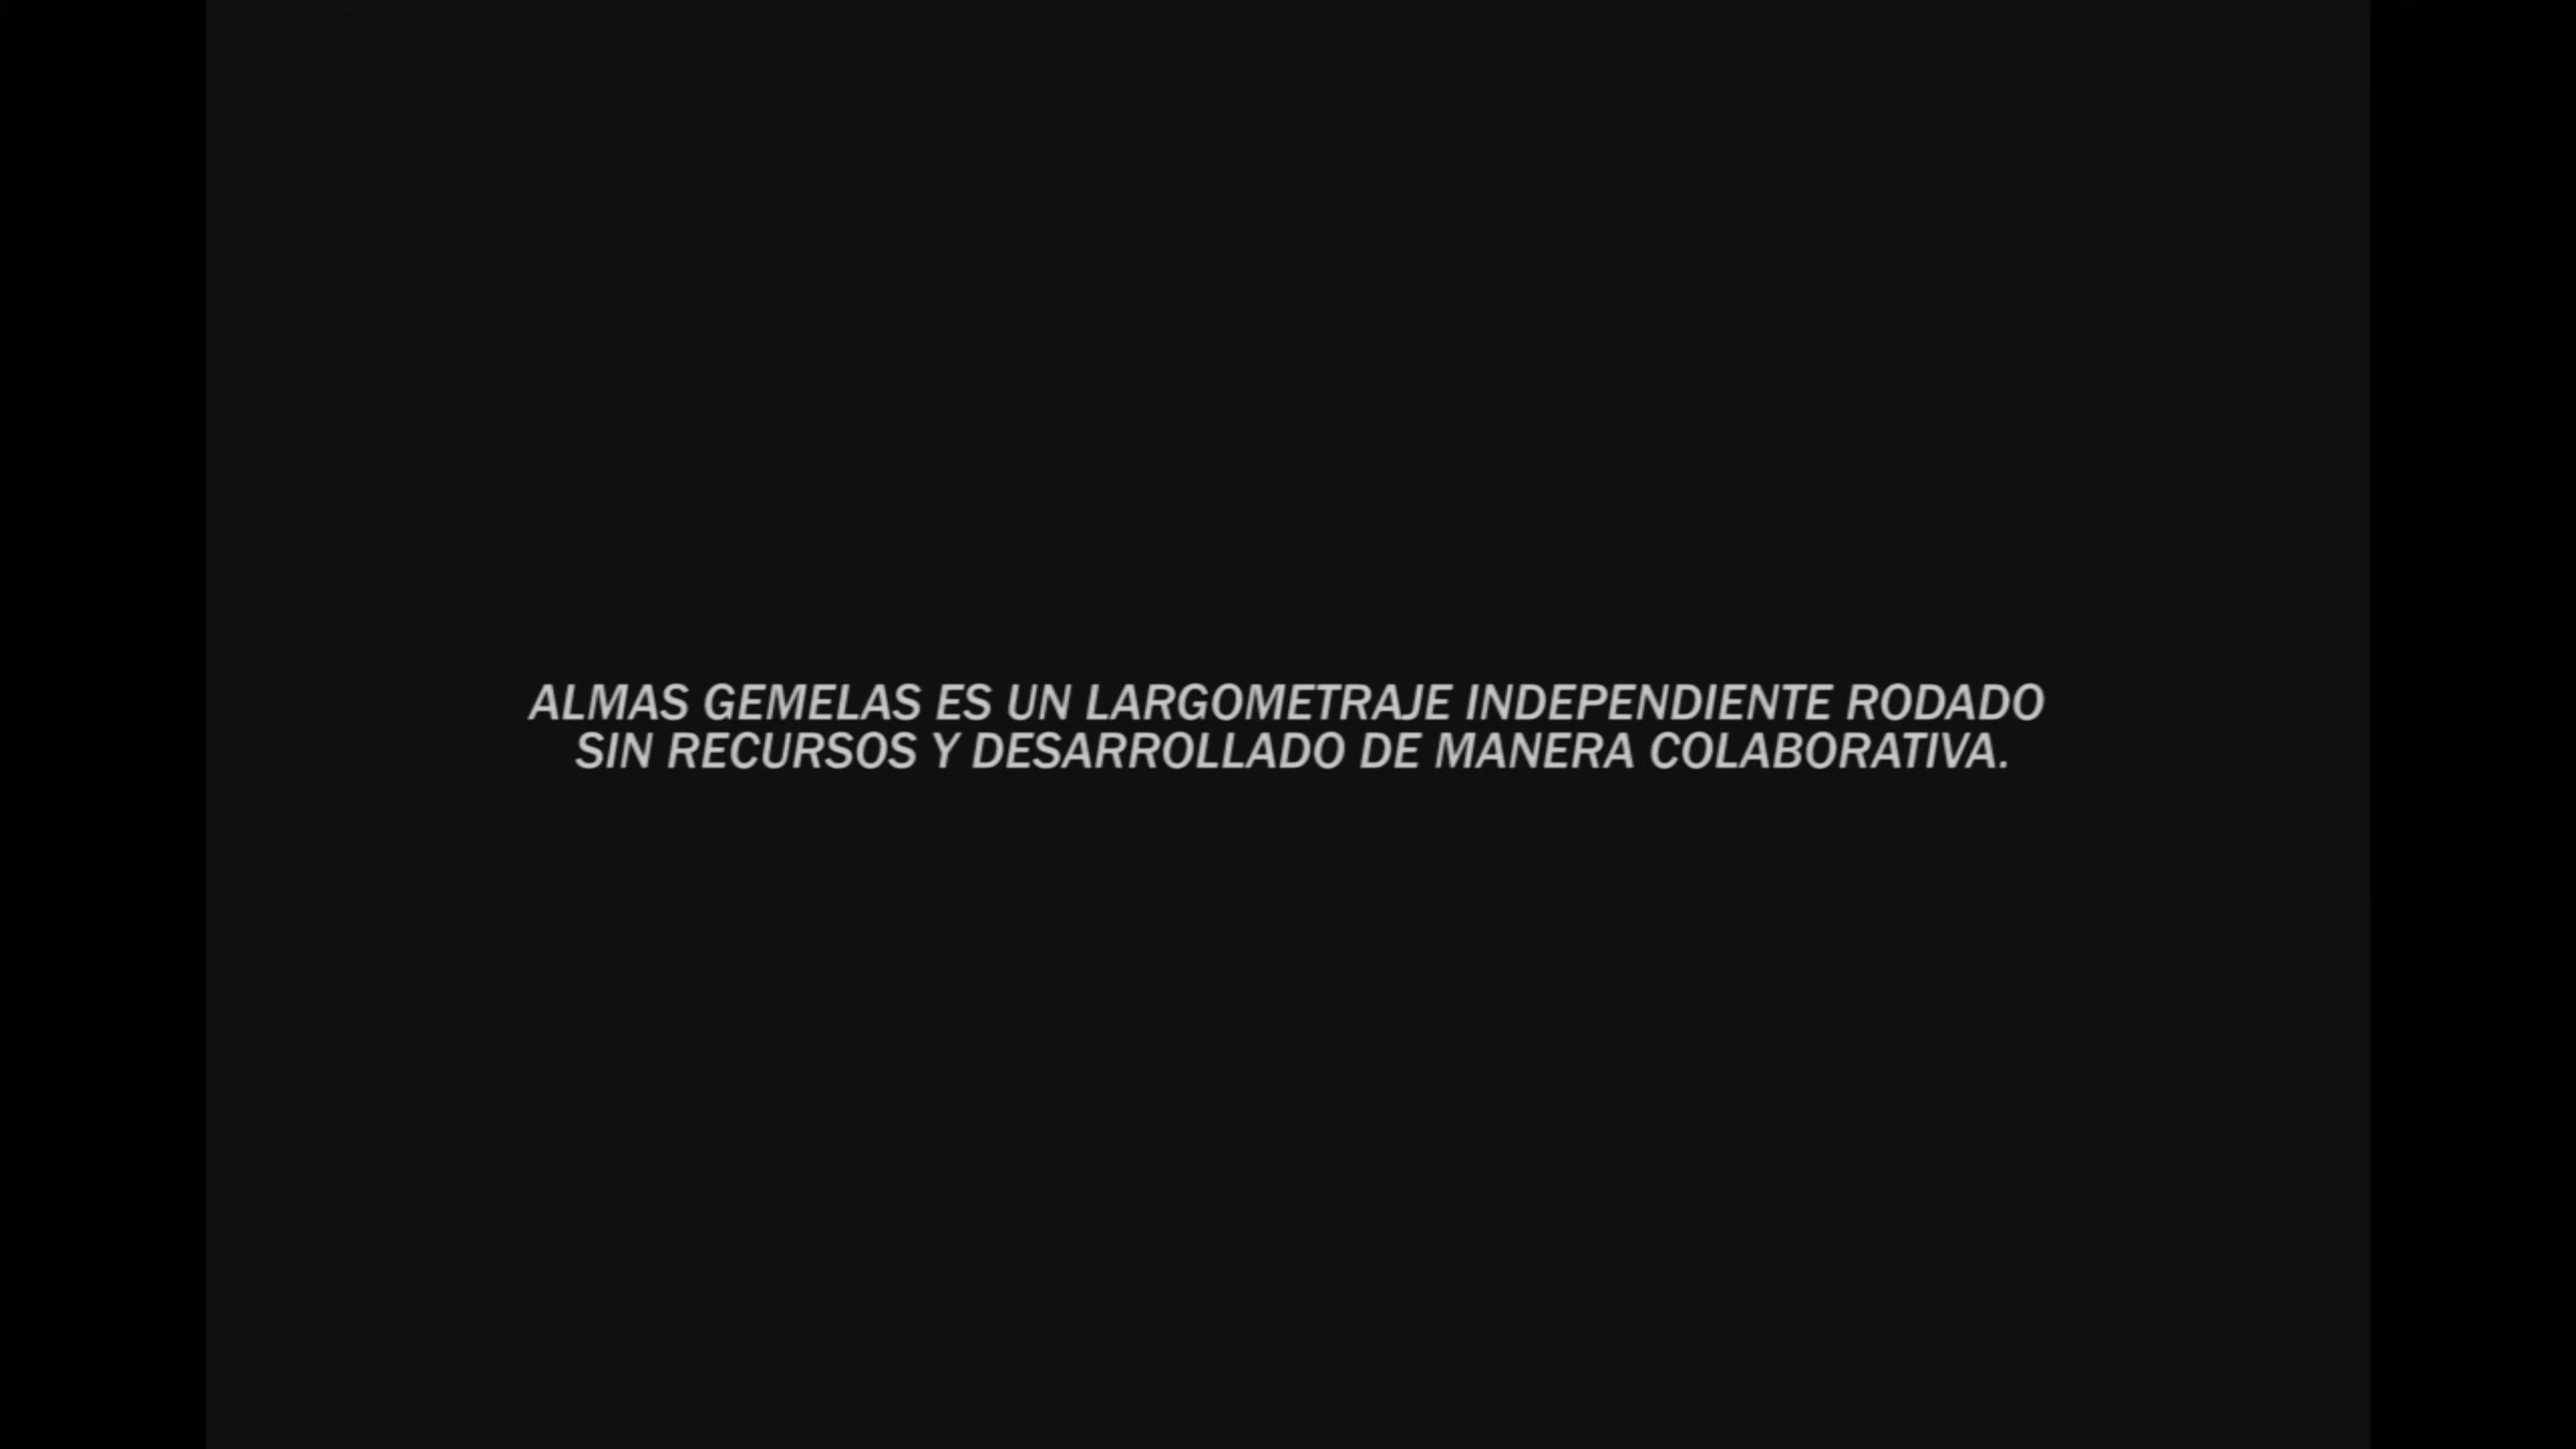 ALMAS GEMELAS ES UN LARGOMETRAJE INDEPENDIENTE RODADO
SIN RECURSOS Y DESARROLLADO DE MANERA COLABORATIVA.